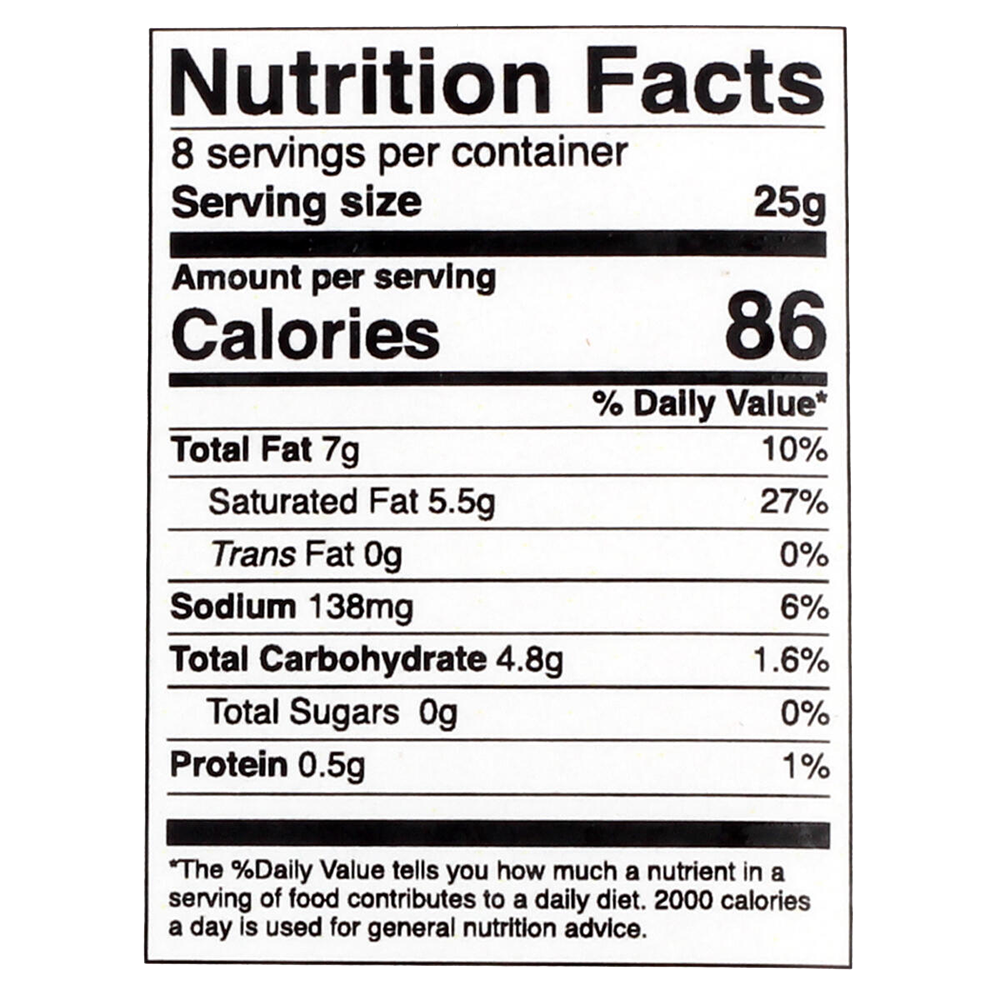 Nutrition Facts
8 servings per container
Serving size 25g
Amount per serving
Calories 86
% Daily Value*
Total Fat 7g 10%
Saturated Fat 5.5g 27%
Trans Fat 0g 0%
Sodium 138mg 6%
Total Carbohydrate 4.8g 1.6%
Total Sugars 0g 0%
Protein 0.5g 1%
*The %Daily Value tells you how much a nutrient in a
serving of food contributes to a daily diet. 2000 calories
a day is used for general nutrition advice.